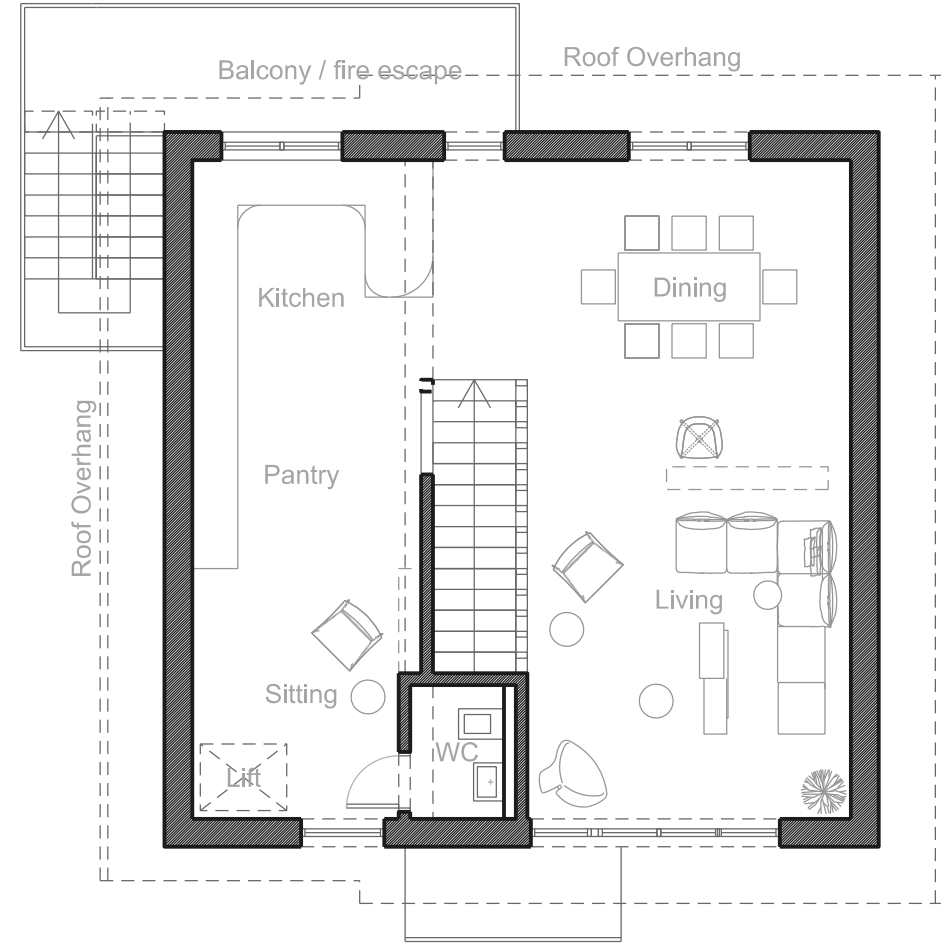 Roof Overhang
Balcony / fire escape
Dining
Kitchen
Roof Overhang
Pantry
Living
Sitting
WC
Lift